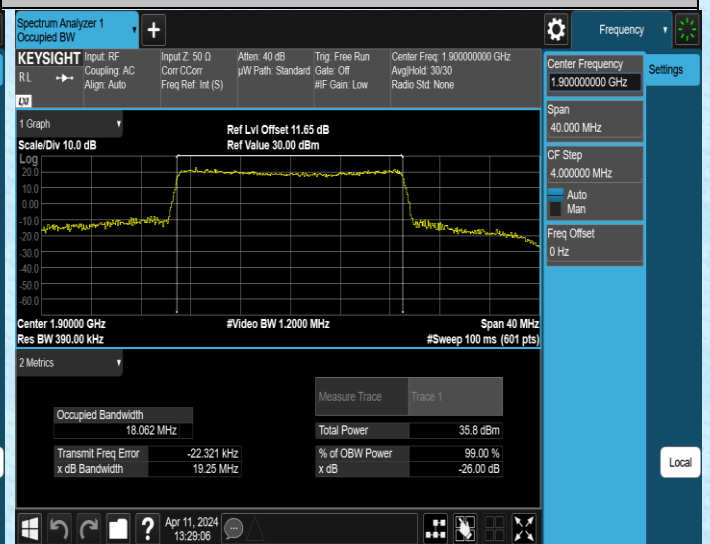 Spectrum Analyzer 1
Occupied BW
+
Frequency
KEYSIGHT
R L
LXI
Input: RF
Coupling: AC
Align: Auto
Input Z: 50 Ω
Corr CCorr
Freq Ref: Int (S)
Atten: 40 dB
µW Path: Standard
Trig: Free Run
Gate: Off
#IF Gain: Low
Center Freq: 1.900000000 GHz
Avg|Hold: 30/30
Radio Std: None
Center Frequency
1.900000000 GHz
Settings
Span
40.000 MHz
CF Step
4.000000 MHz
Auto
Man
Freq Offset
0 Hz
1 Graph
Scale/Div 10.0 dB
Ref Lvl Offset 11.65 dB
Ref Value 30.00 dBm
Log
20.0
10.0
0.00
-10.0
-20.0
-30.0
-40.0
-50.0
-60.0
Center 1.90000 GHz
#Video BW 1.2000 MHz
Span 40 MHz
Res BW 390.00 kHz
#Sweep 100 ms (601 pts)
2 Metrics
Measure Trace
Trace 1
Occupied Bandwidth
18.062 MHz
Total Power
35.8 dBm
Transmit Freq Error
-22.321 kHz
% of OBW Power
99.00 %
x dB Bandwidth
19.25 MHz
x dB
-26.00 dB
Local
?
Apr 11, 2024
13:29:06